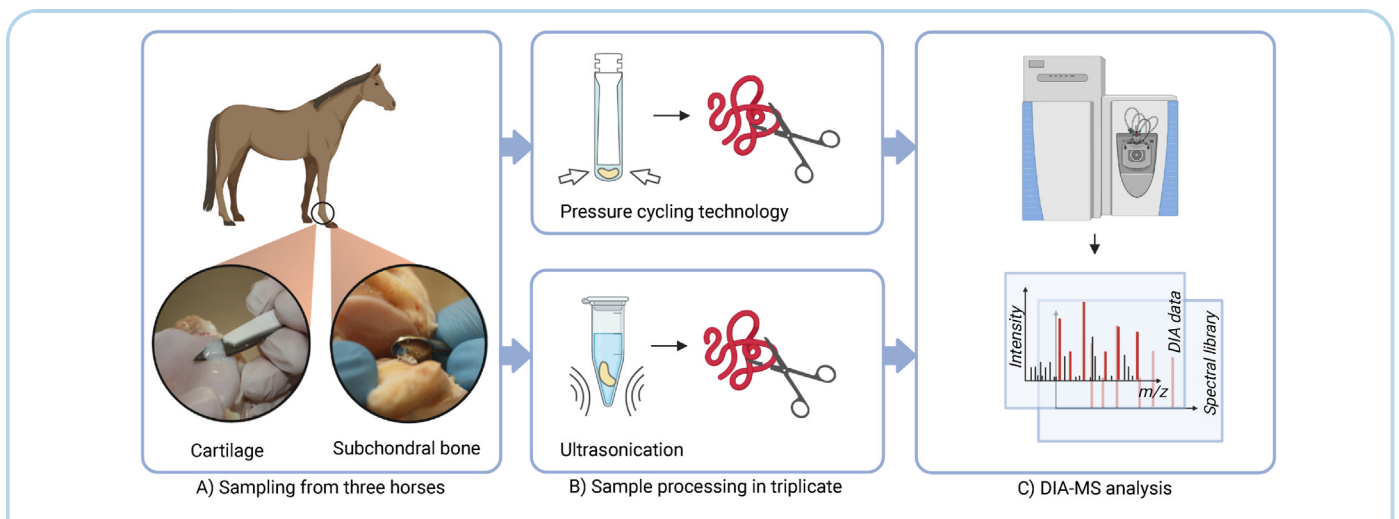 Pressure cycling technology
Cartilage
Subchondral bone
Ultrasonication
Intensity
m/z
DIA data
Spectral library
A) Sampling from three horses
B) Sample processing in triplicate
C) DIA-MS analysis